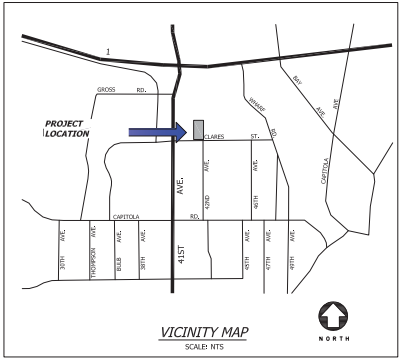 1
GROSS RD.
WHARF RD.
BAY AVE.
CAPITOLA AVE
PROJECT
LOCATION
CLARES ST.
41ST AVE.
42ND AVE.
46TH AVE.
CAPITOLA RD.
30TH AVE.
THOMPSON AVE.
BULB AVE.
38TH AVE.
45TH AVE.
47TH AVE.
49TH AVE.
VICINITY MAP
SCALE: NTS
NORTH